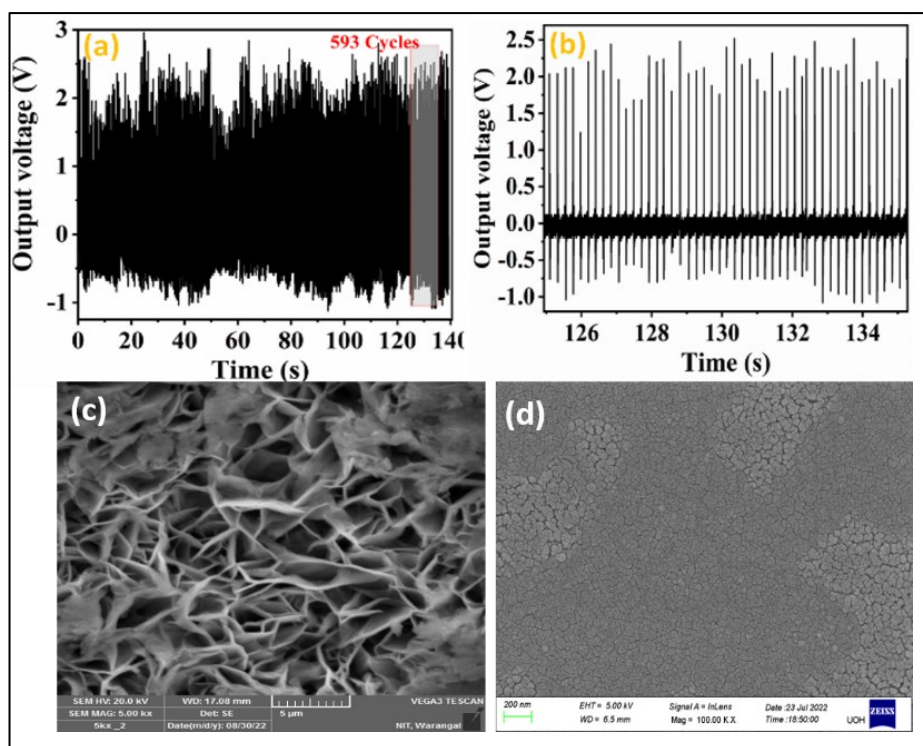 (a)
593 Cycles
3
2
1
0
-1
Output voltage (V)
0 20 40 60 80 100 120 140
Time (s)
(b)
2.5
2.0
1.5
1.0
0.5
0.0
-0.5
-1.0
Output voltage (V)
126 128 130 132 134
Time (s)
(c)
SEM HV: 20.0 kV WD: 17.08 mm VEGA3 TESCAN
SEM MAG: 5.00 kx Det: SE 5 µm
5kx _2 Date(m/d/y): 08/30/22 NIT, Warangal
(d)
200 nm EHT = 5.00 kV Signal A = InLens Date :23 Jul 2022 ZEISS
WD = 6.5 mm Mag = 100.00 K X Time :18:50:00 UOH